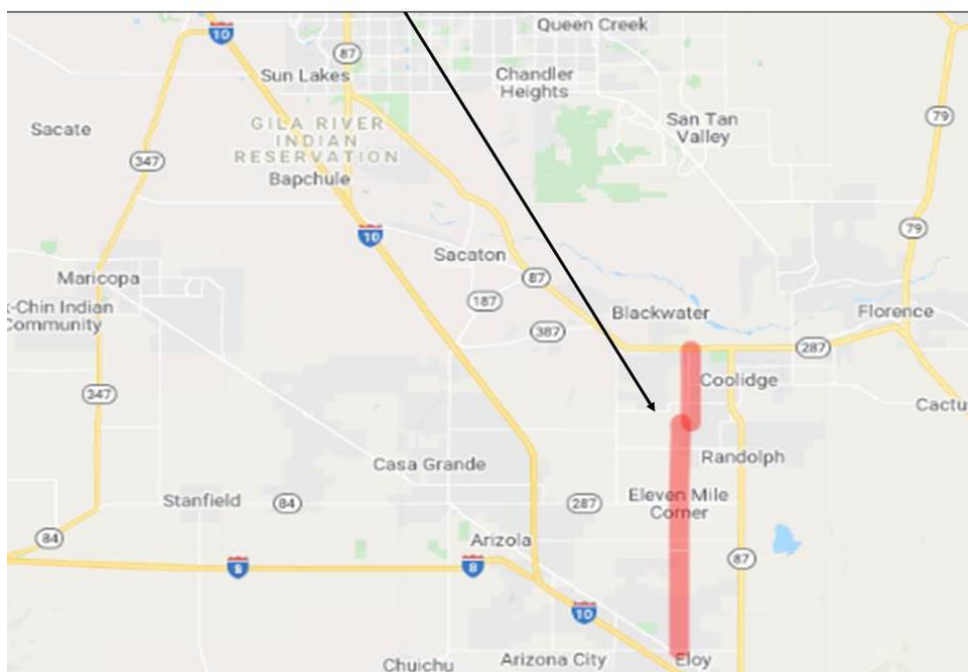 Queen Creek
10
87
Sun Lakes
Chandler
Heights
79
San Tan
Valley
Sacate
GILA RIVER
INDIAN
RESERVATION
347
Bapchule
79
10
Sacaton
Maricopa
87
187
Blackwater
Florence
x-Chin Indian
Community
387
287
Coolidge
347
Cactu
Randolph
Casa Grande
Stanfield
84
287
Eleven Mile
Corner
84
Arizola
8
8
87
10
Chuichu
Arizona City
Eloy